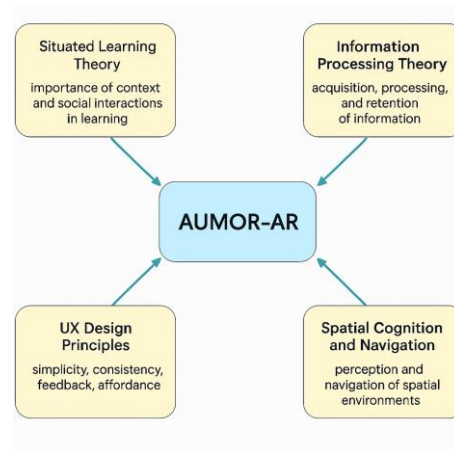 Situated Learning
Theory
importance of context
and social interactions
in learning
Information
Processing Theory
acquisition, processing,
and retention
of information
AUMOR-AR
UX Design
Principles
simplicity, consistency,
feedback, affordance
Spatial Cognition
and Navigation
perception and
navigation of spatial
environments